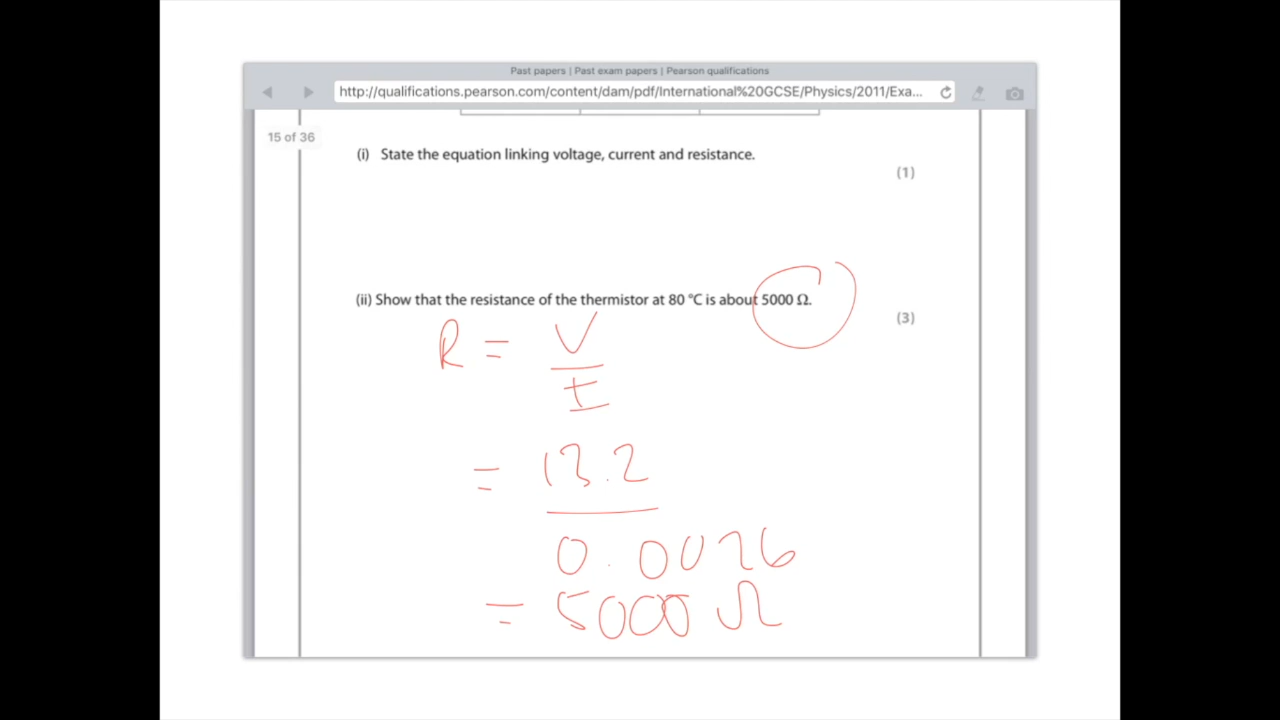 Past papers | Past exam papers | Pearson qualifications
http://qualifications.pearson.com/content/dam/pdf/International%20GCSE/Physics/2011/Exa...
15 of 36
(i) State the equation linking voltage, current and resistance.
(1)
(ii) Show that the resistance of the thermistor at 80 °C is about 5000 Ω.
(3)
R = V
I
= 13.2
0.0026
= 5000 Ω